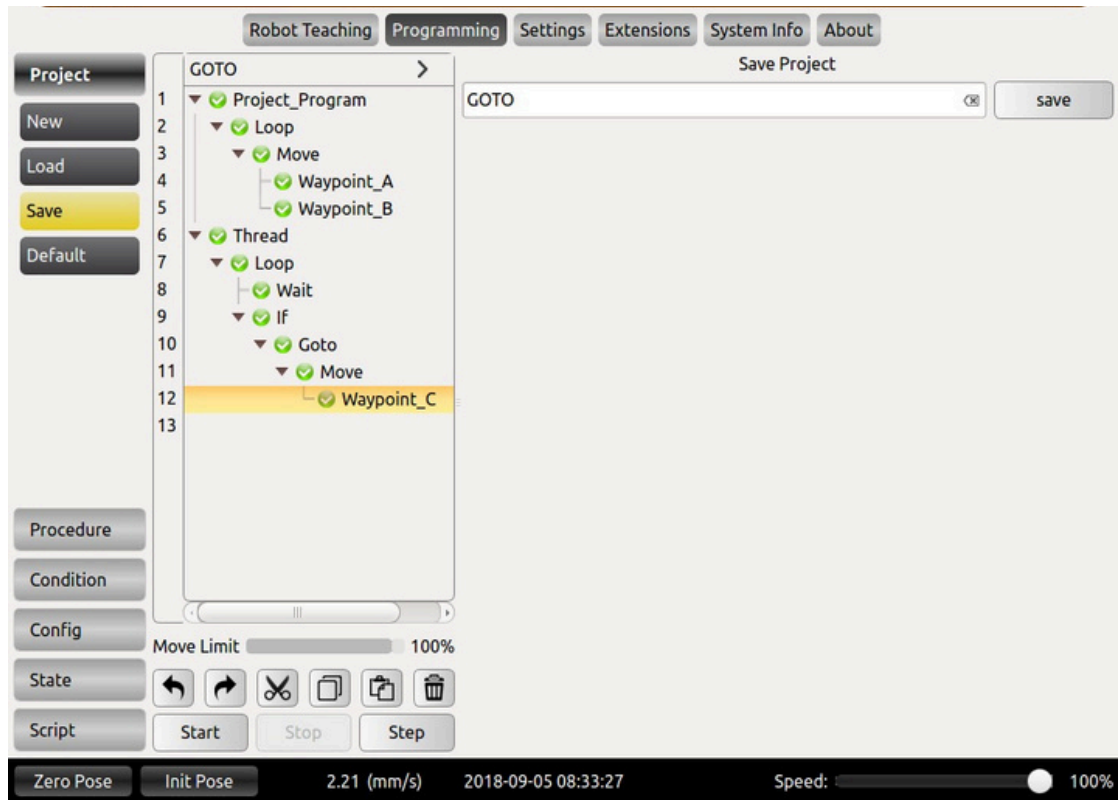 Robot Teaching Programming Settings Extensions System Info About
Project
New
Load
Save
Default
Procedure
Condition
Config
State
Script
GOTO >
1 Project_Program
2 Loop
3 Move
4 Waypoint_A
5 Waypoint_B
6 Thread
7 Loop
8 Wait
9 If
10 Goto
11 Move
12 Waypoint_C
13
Move Limit 100%
Start Stop Step
Save Project
GOTO save
Zero Pose Init Pose 2.21 (mm/s) 2018-09-05 08:33:27 Speed: 100%